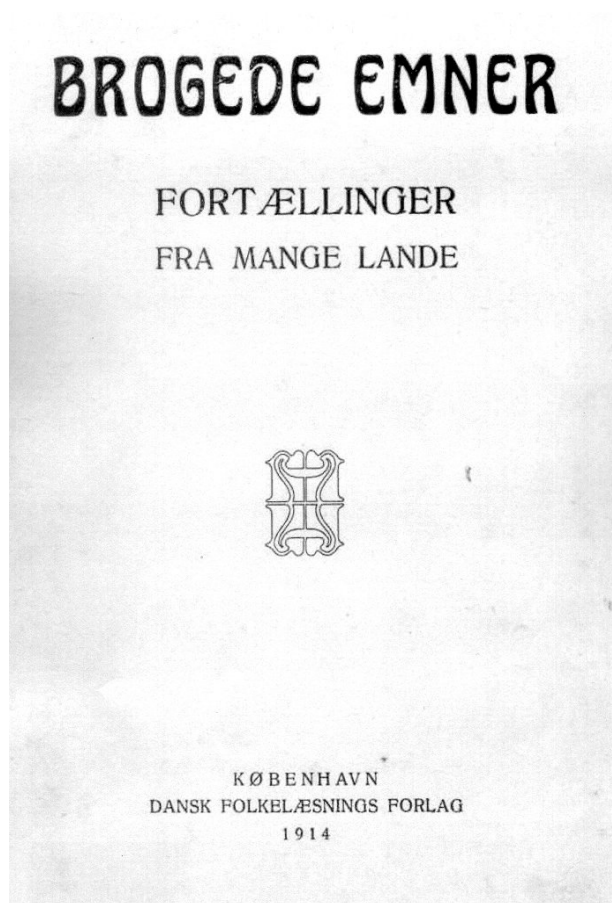 BROGEDE EMNER
FORTÆLLINGER
FRA MANGE LANDE
KØBENHAVN
DANSK FOLKELÆSNINGS FORLAG
1914